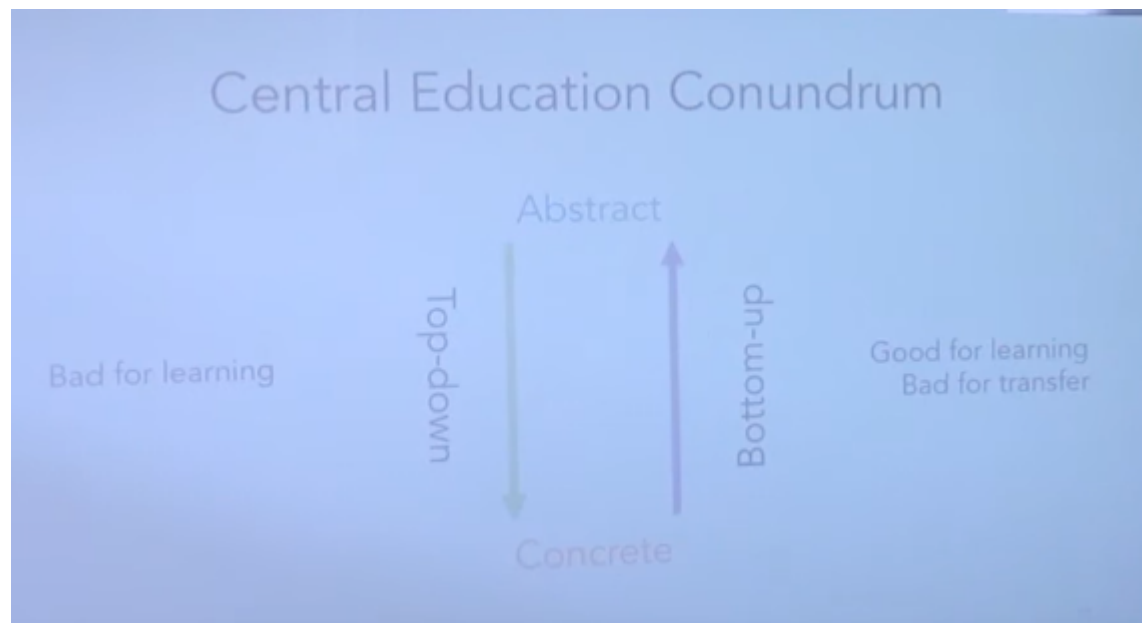 Central Education Conundrum
Abstract
Bad for learning
Top-down
Bottom-up
Good for learning
Bad for transfer
Concrete